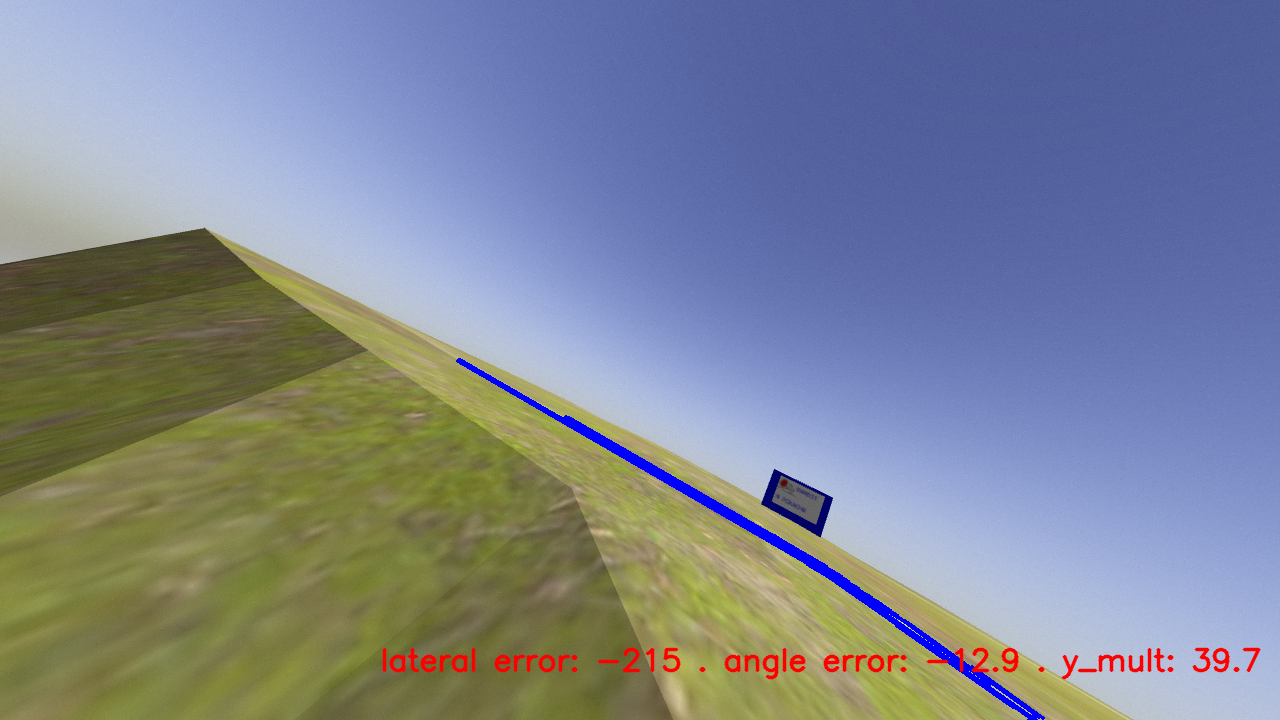 lateral error: -215 . angle error: -12.9 . y_mult: 39.7